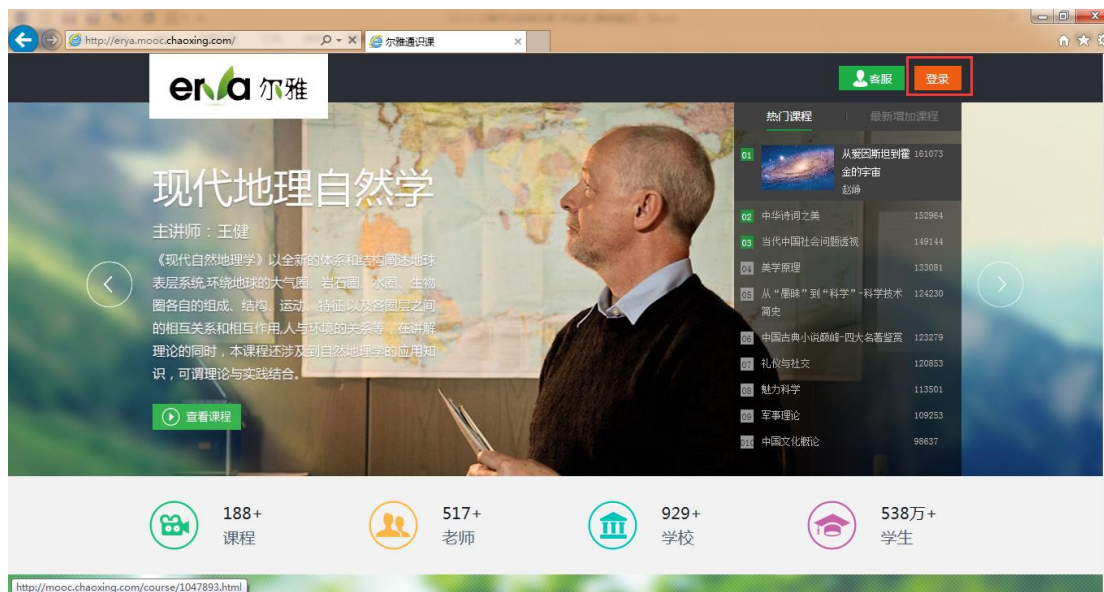 http://erya.mooc.chaoxing.com/
尔雅通识课
erya 尔雅
客服
登录
现代地理自然学
主讲师：王健
《现代自然地理学》以全新的体系和结构阐述地球
表层系统,环绕地球的大气圈、岩石圈、水圈、生物
圈各自的组成、结构、运动、特征以及各圈层之间
的相互关系和相互作用,人与环境的关系等，在讲解
理论的同时，本课程还涉及到自然地理学的应用知
识，可谓理论与实践结合。
查看课程
热门课程
最新增加课程
01 从爱因斯坦到霍 161073
金的宇宙
赵峥
02 中华诗词之美 152964
03 当代中国社会问题透视 149144
04 美学原理 133081
05 从“愚昧”到“科学”-科学技术 124230
简史
06 中国古典小说巅峰-四大名著鉴赏 123279
07 礼仪与社交 120853
08 魅力科学 113501
09 军事理论 109253
010 中国文化概论 98637
188+
课程
517+
老师
929+
学校
538万+
学生
http://mooc.chaoxing.com/course/1047893.html